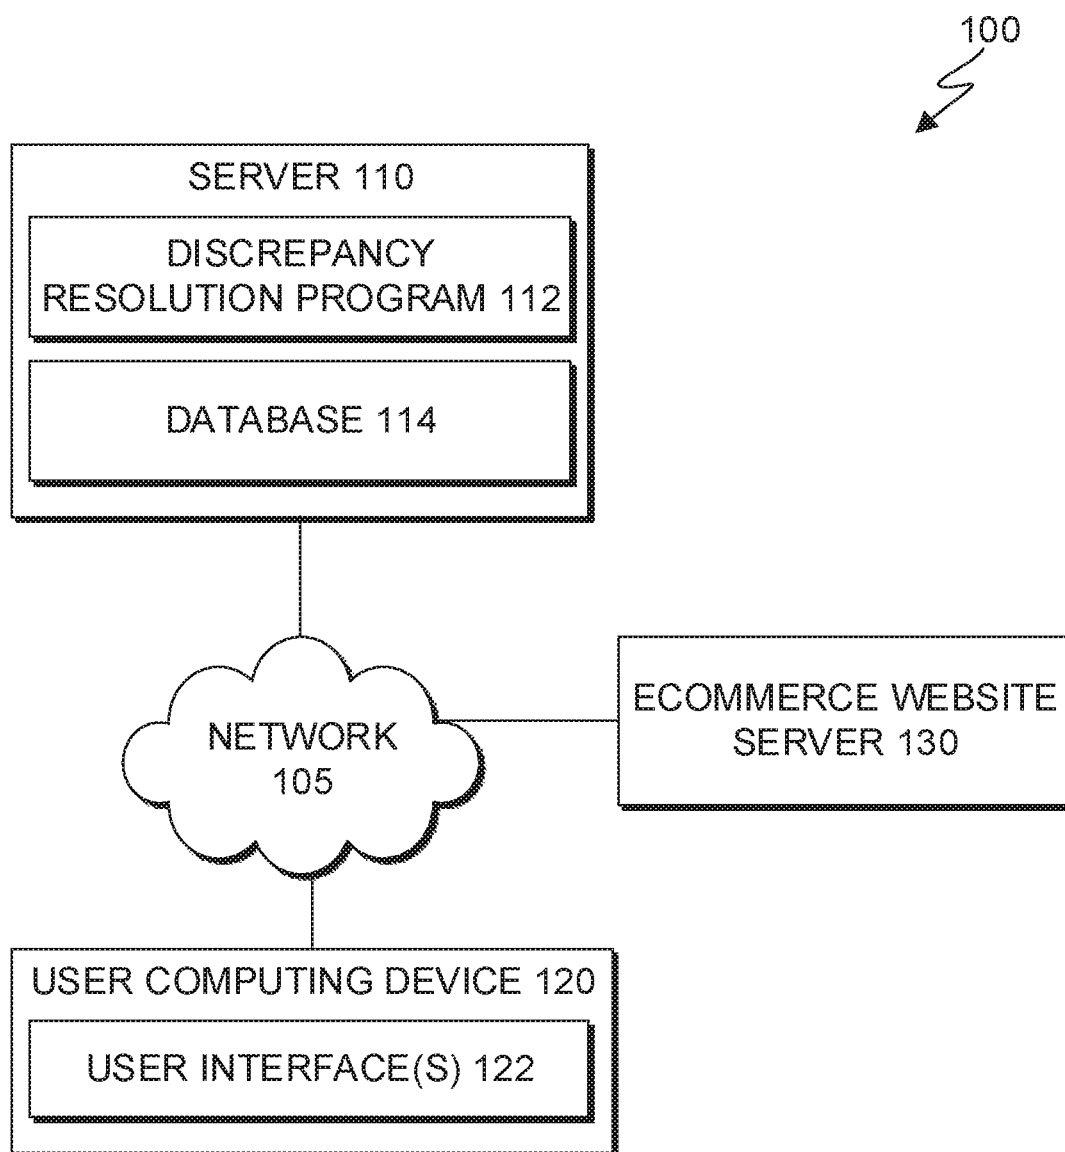 100
SERVER 110
DISCREPANCY
RESOLUTION PROGRAM 112
DATABASE 114
NETWORK
105
ECOMMERCE WEBSITE
SERVER 130
USER COMPUTING DEVICE 120
USER INTERFACE(S) 122